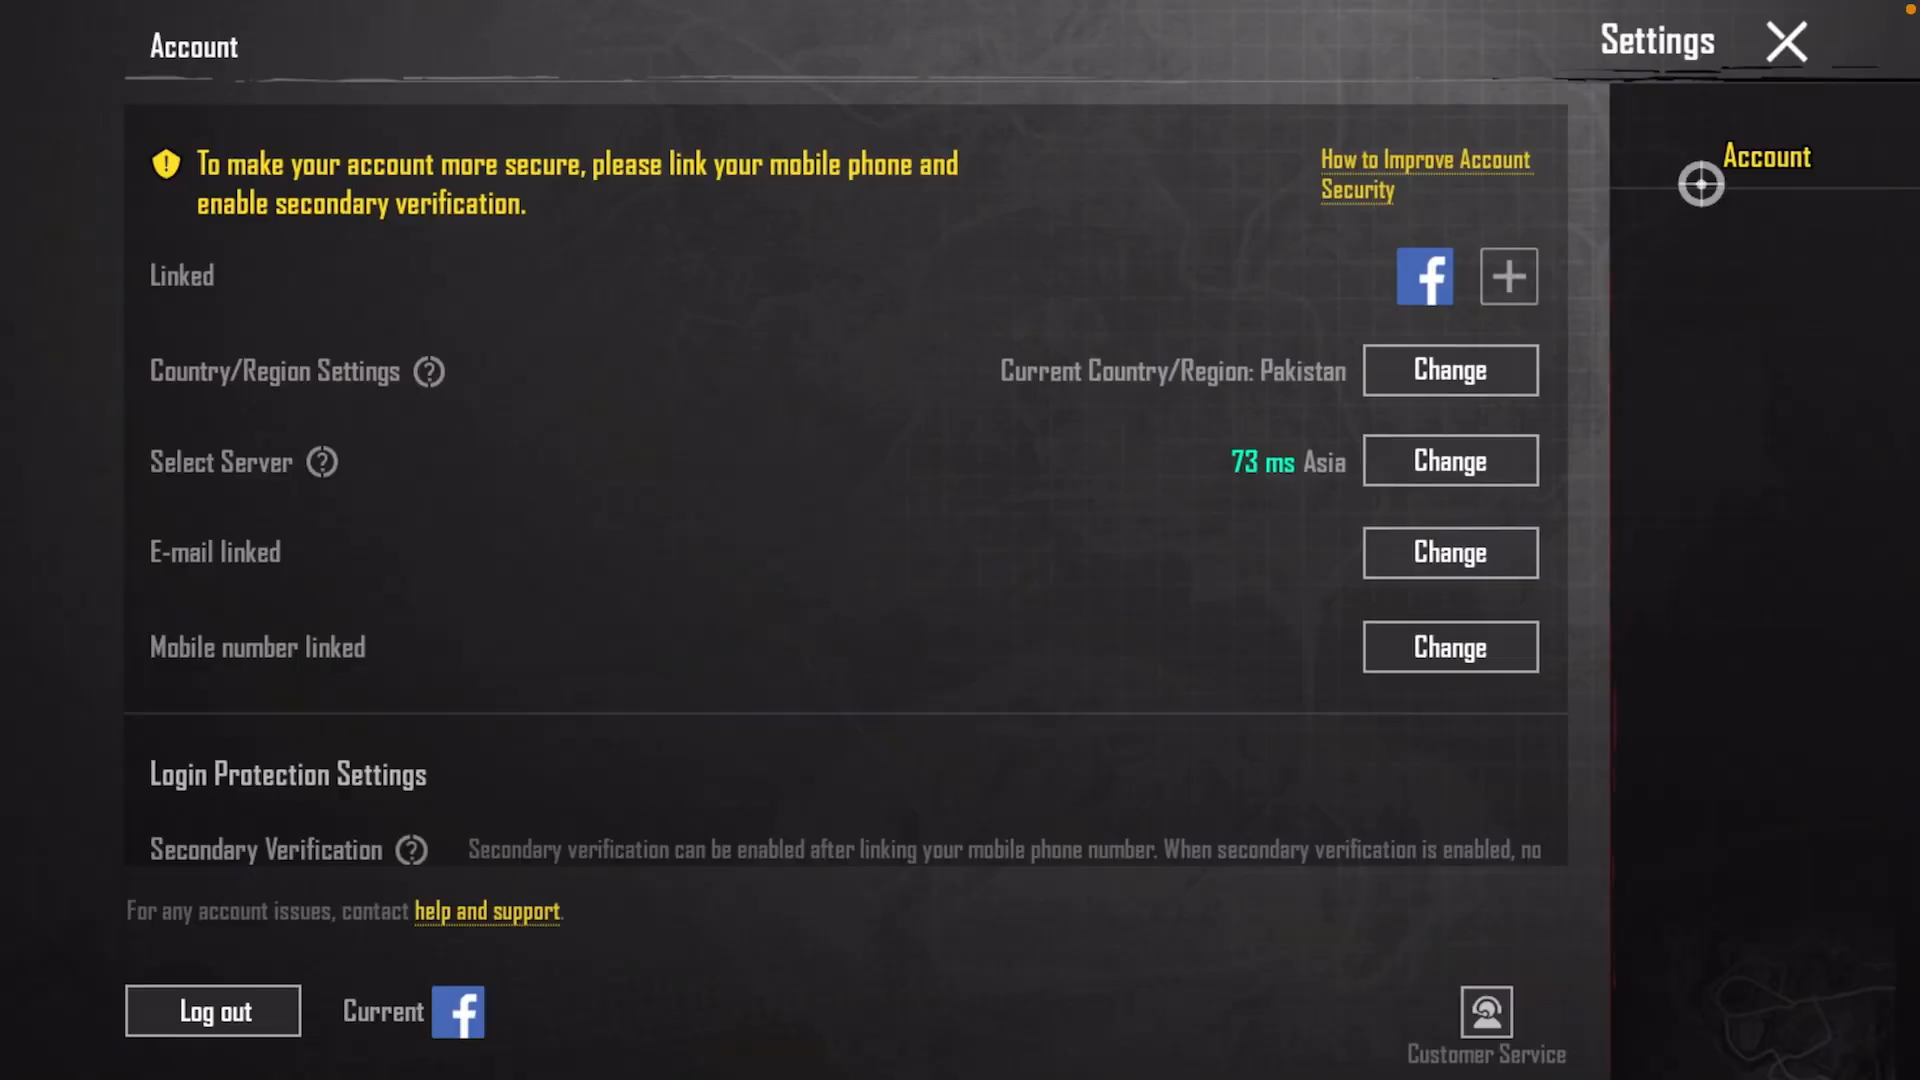 Account
Settings
To make your account more secure, please link your mobile phone and
enable secondary verification.
How to Improve Account
Security
Account
Linked
Country/Region Settings
Current Country/Region: Pakistan
Change
Select Server
73 ms Asia
Change
E-mail linked
Change
Mobile number linked
Change
Login Protection Settings
Secondary Verification
Secondary verification can be enabled after linking your mobile phone number. When secondary verification is enabled, no
For any account issues, contact help and support.
Log out
Current
Customer Service